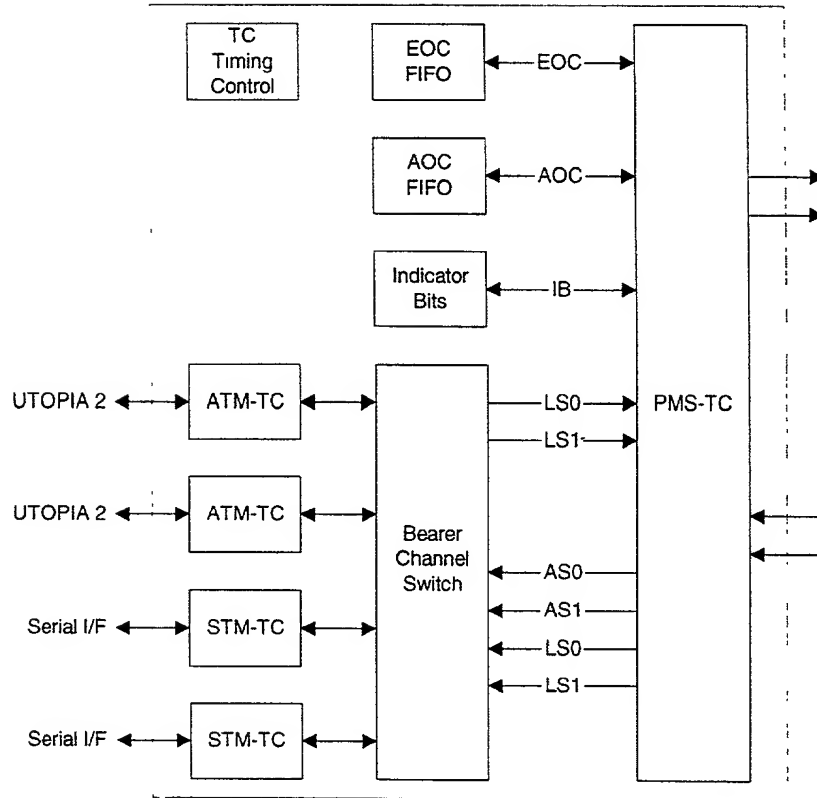 TC
Timing
Control
EOC
FIFO
EOC
AOC
FIFO
AOC
Indicator
Bits
IB
UTOPIA 2
ATM-TC
LS0
PMS-TC
LS1
UTOPIA 2
ATM-TC
Bearer
Channel
Switch
AS0
AS1
Serial I/F
STM-TC
LS0
LS1
Serial I/F
STM-TC